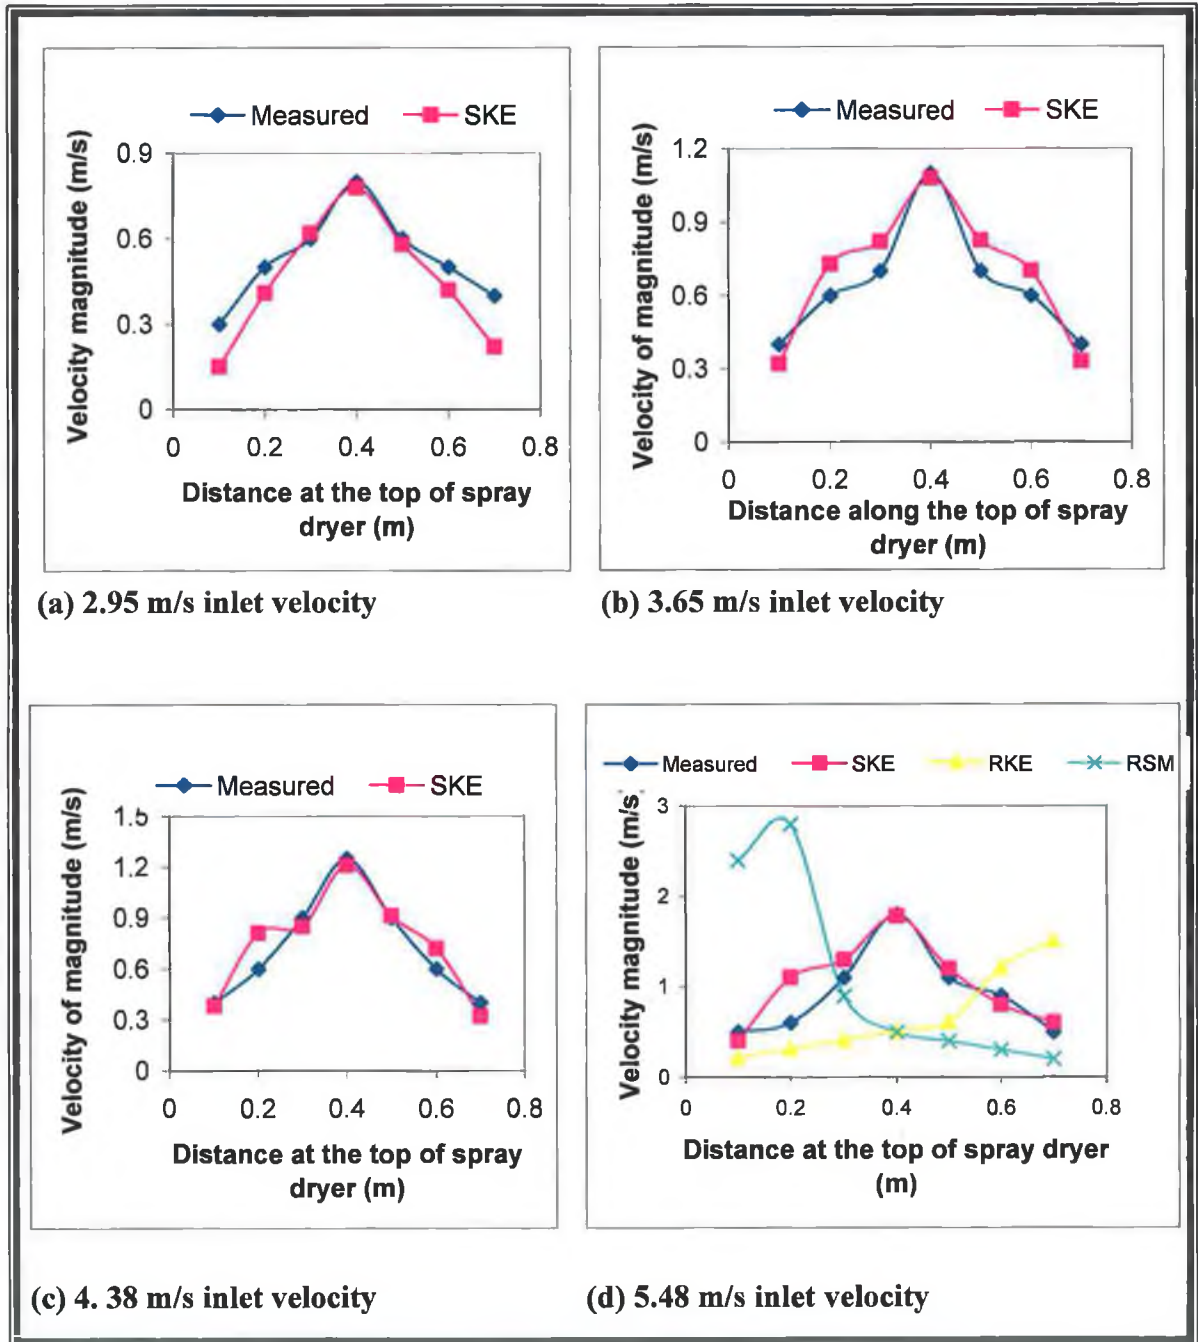 Measured SKE
Velocity magnitude (m/s)
0.9
0.6
0.3
0
0 0.2 0.4 0.6 0.8
Distance at the top of spray
dryer (m)
(a) 2.95 m/s inlet velocity
Measured SKE
Velocity of magnitude (m/s)
1.2
0.9
0.6
0.3
0
0 0.2 0.4 0.6 0.8
Distance along the top of spray
dryer (m)
(b) 3.65 m/s inlet velocity
Measured SKE
Velocity of magnitude (m/s)
1.5
1.2
0.9
0.6
0.3
0
0 0.2 0.4 0.6 0.8
Distance at the top of spray
dryer (m)
(c) 4. 38 m/s inlet velocity
Measured SKE RKE RSM
Velocity magnitude (m/s)
3
2
1
0
0 0.2 0.4 0.6 0.8
Distance at the top of spray dryer
(m)
(d) 5.48 m/s inlet velocity